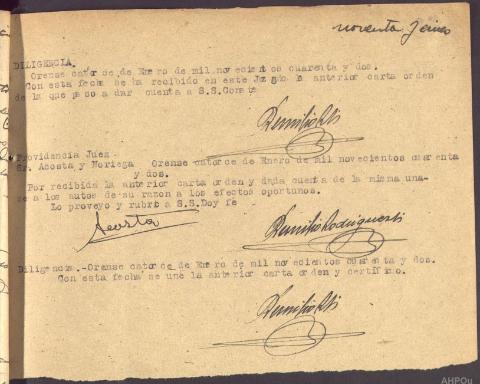 noventa y cinco
DILIGENCIA.
Orense catorce de Enero de mil novecientos cuarenta y dos.
Con esta fecha se ha recibido en este Juzgado la anterior carta orden
de la que paso a dar cuenta a S.S. Consta
Providencia Juez.
Sr. Acosta y Noriega Orense catorce de Enero de mil novecientos cuarenta
y dos.
Por recibida la anterior carta orden y dada cuenta de la misma una-
se a los autos de su razon a los efectos oportunos.
Lo proveyo y rubrica S.S. Doy fe
Acosta
Diligencia.-Orense catorce de Enero de mil novecientos cuarenta y dos.
Con esta fecha se une la anterior carta orden y certifico.
AHPOu